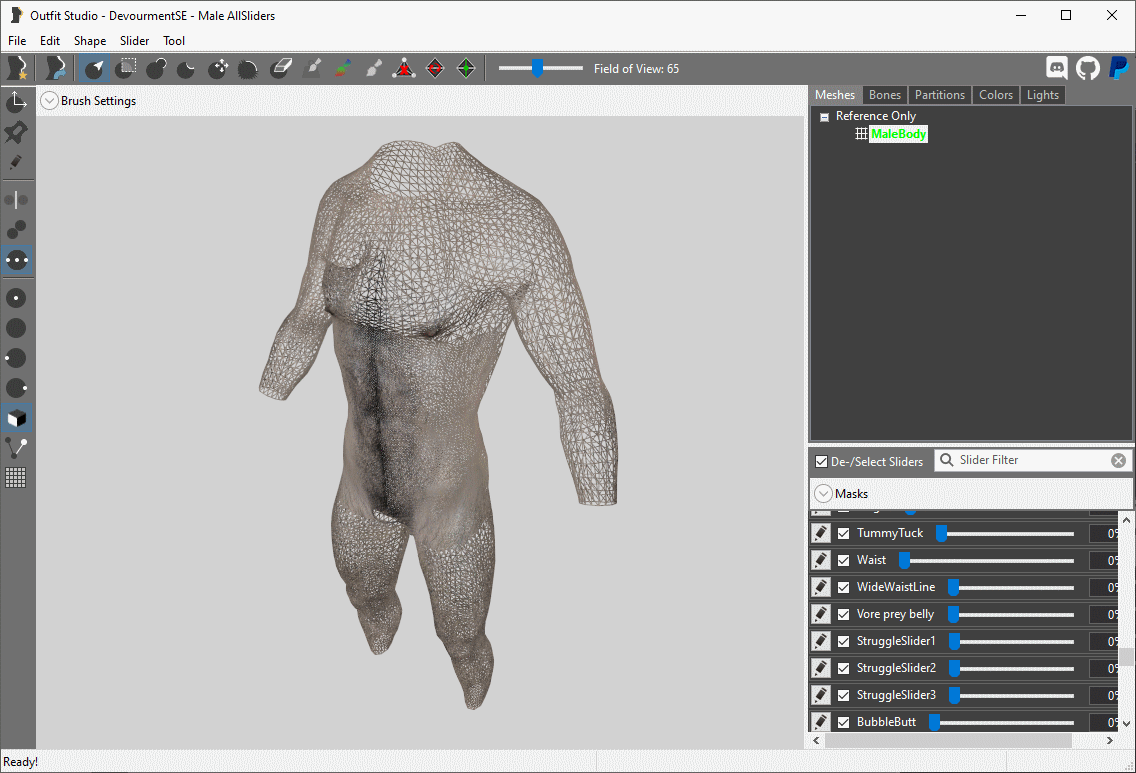 Outfit Studio - DevourmentSE - Male AllSliders
File Edit Shape Slider Tool
Field of View: 65
Brush Settings
Meshes Bones Partitions Colors Lights
Reference Only
MaleBody
De-/Select Sliders Slider Filter
Masks
TummyTuck 0%
Waist 0%
WideWaistLine 0%
Vore prey belly 0%
StruggleSlider1 0%
StruggleSlider2 0%
StruggleSlider3 0%
BubbleButt 0%
Ready!